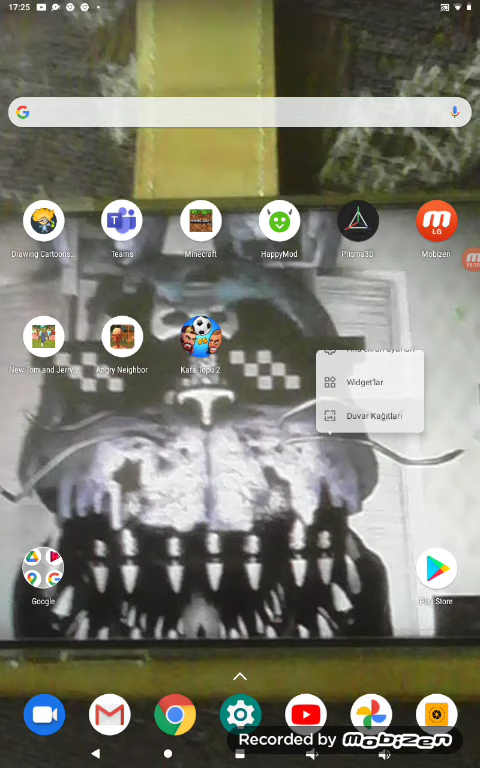 17:25
Drawing Cartoons...
Teams
Minecraft
HappyMod
Prisma3D
Mobizen
LG
New Tom and Jerry...
Angry Neighbor
Kafa Topu 2
Widget'lar
Duvar Kağıtları
Google
Play Store
Recorded by mobizen